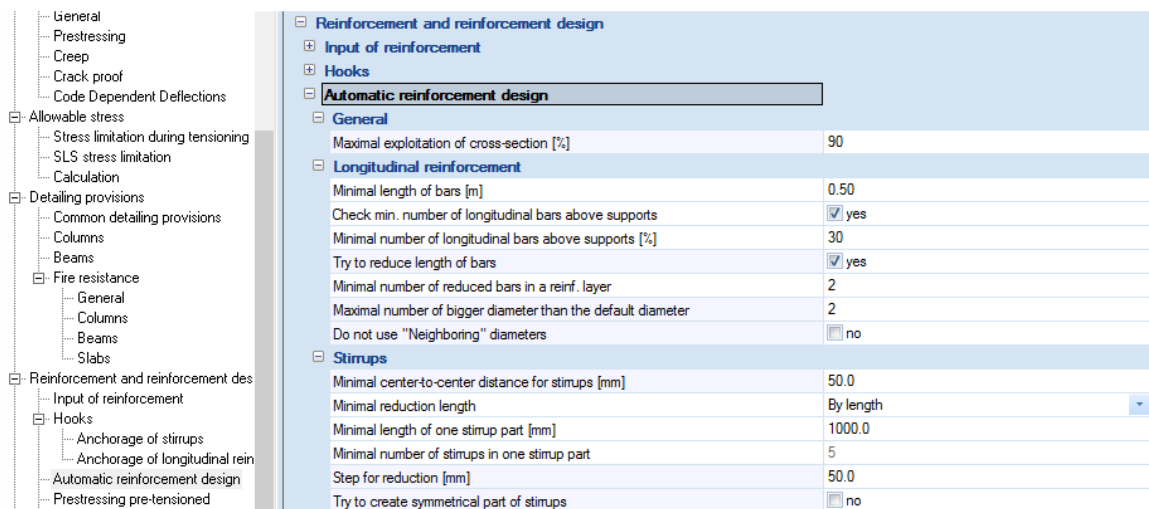 General
Prestressing
Creep
Crack proof
Code Dependent Deflections
Allowable stress
Stress limitation during tensioning
SLS stress limitation
Calculation
Detailing provisions
Common detailing provisions
Columns
Beams
Fire resistance
General
Columns
Beams
Slabs
Reinforcement and reinforcement des
Input of reinforcement
Hooks
Anchorage of stirrups
Anchorage of longitudinal rein
Automatic reinforcement design
Prestressing pre-tensioned
Reinforcement and reinforcement design
Input of reinforcement
Hooks
Automatic reinforcement design
General
Maximal exploitation of cross-section [%] 90
Longitudinal reinforcement
Minimal length of bars [m] 0.50
Check min. number of longitudinal bars above supports yes
Minimal number of longitudinal bars above supports [%] 30
Try to reduce length of bars yes
Minimal number of reduced bars in a reinf. layer 2
Maximal number of bigger diameter than the default diameter 2
Do not use "Neighboring" diameters no
Stirrups
Minimal center-to-center distance for stirrups [mm] 50.0
Minimal reduction length By length
Minimal length of one stirrup part [mm] 1000.0
Minimal number of stirrups in one stirrup part 5
Step for reduction [mm] 50.0
Try to create symmetrical part of stirrups no